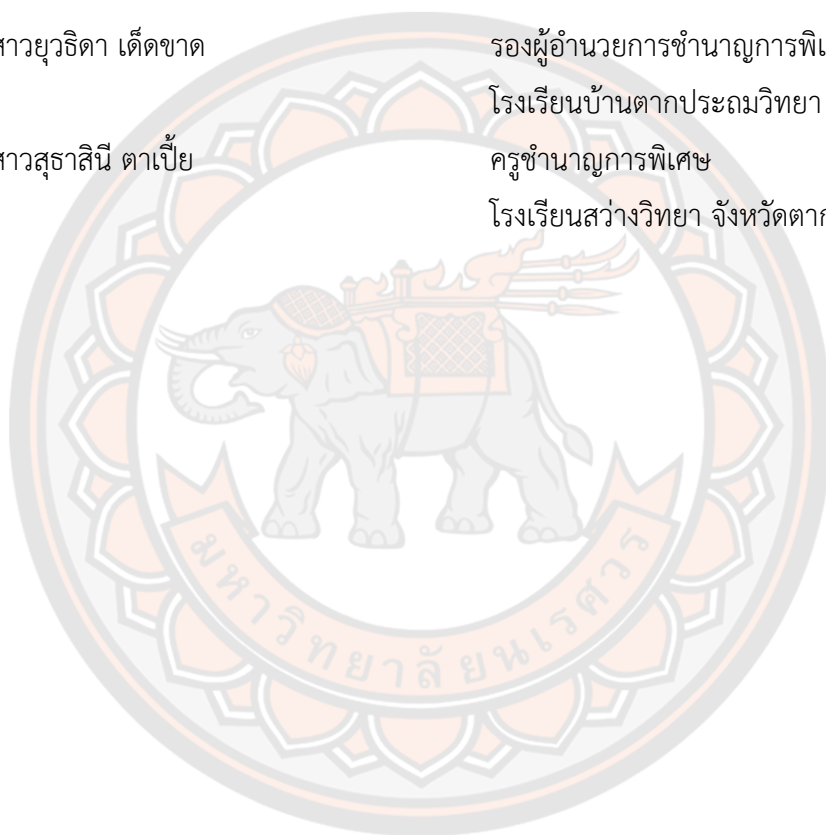 สาวยุวธิดา เด็ดขาด รองผู้อำนวยการชำนาญการพิเ
โรงเรียนบ้านตากประถมวิทยา
สาวสุธาสินี ตาเปี้ย ครูชำนาญการพิเศษ
โรงเรียนสว่างวิทยา จังหวัดตาก
มหาวิทยาลัยนเรศวร